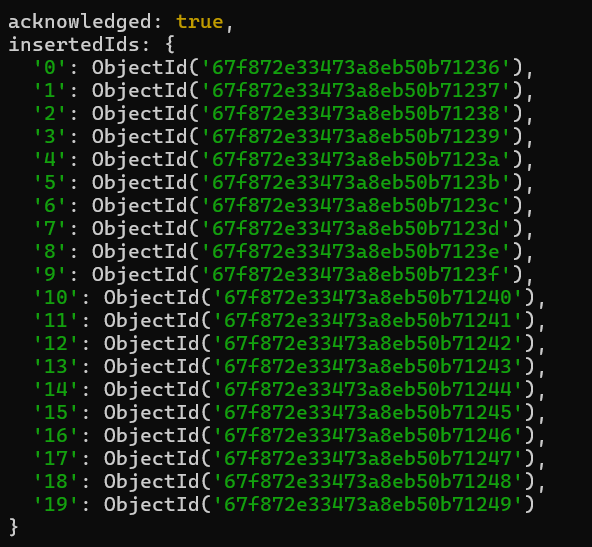 acknowledged: true,
insertedIds: {
  '0': ObjectId('67f872e33473a8eb50b71236'),
  '1': ObjectId('67f872e33473a8eb50b71237'),
  '2': ObjectId('67f872e33473a8eb50b71238'),
  '3': ObjectId('67f872e33473a8eb50b71239'),
  '4': ObjectId('67f872e33473a8eb50b7123a'),
  '5': ObjectId('67f872e33473a8eb50b7123b'),
  '6': ObjectId('67f872e33473a8eb50b7123c'),
  '7': ObjectId('67f872e33473a8eb50b7123d'),
  '8': ObjectId('67f872e33473a8eb50b7123e'),
  '9': ObjectId('67f872e33473a8eb50b7123f'),
  '10': ObjectId('67f872e33473a8eb50b71240'),
  '11': ObjectId('67f872e33473a8eb50b71241'),
  '12': ObjectId('67f872e33473a8eb50b71242'),
  '13': ObjectId('67f872e33473a8eb50b71243'),
  '14': ObjectId('67f872e33473a8eb50b71244'),
  '15': ObjectId('67f872e33473a8eb50b71245'),
  '16': ObjectId('67f872e33473a8eb50b71246'),
  '17': ObjectId('67f872e33473a8eb50b71247'),
  '18': ObjectId('67f872e33473a8eb50b71248'),
  '19': ObjectId('67f872e33473a8eb50b71249')
}